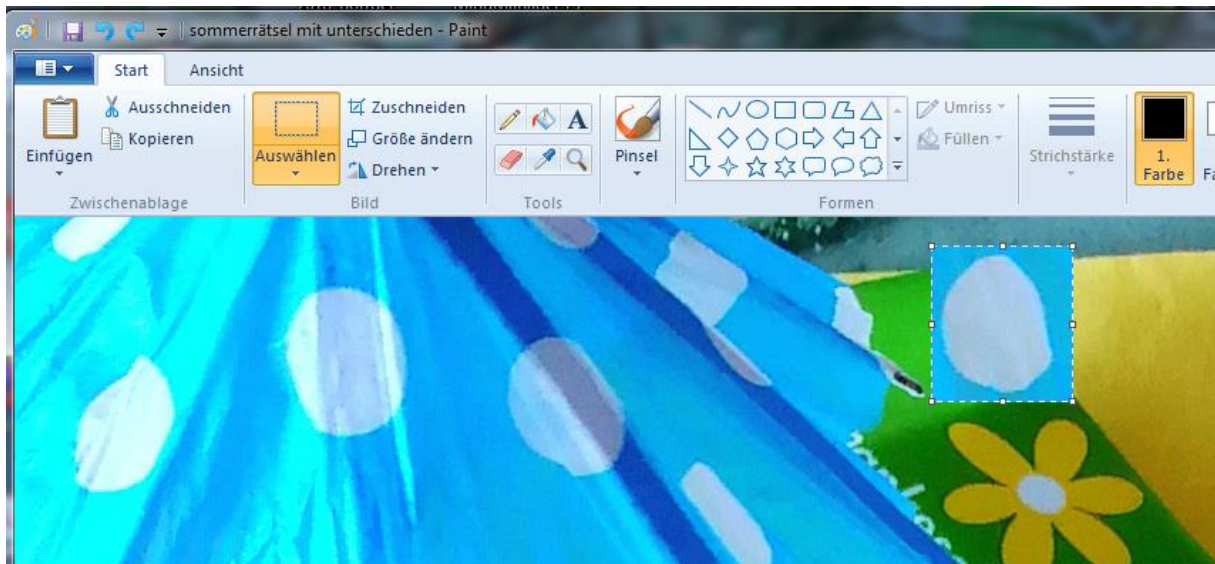 sommerrätsel mit unterschieden - Paint
Start Ansicht
Ausschneiden
Kopieren
Einfügen
Zwischenablage
Auswählen
Zuschneiden
Größe ändern
Drehen
Bild
A
Tools
Pinsel
Umriss
Füllen
Formen
Strichstärke
1.
Farbe